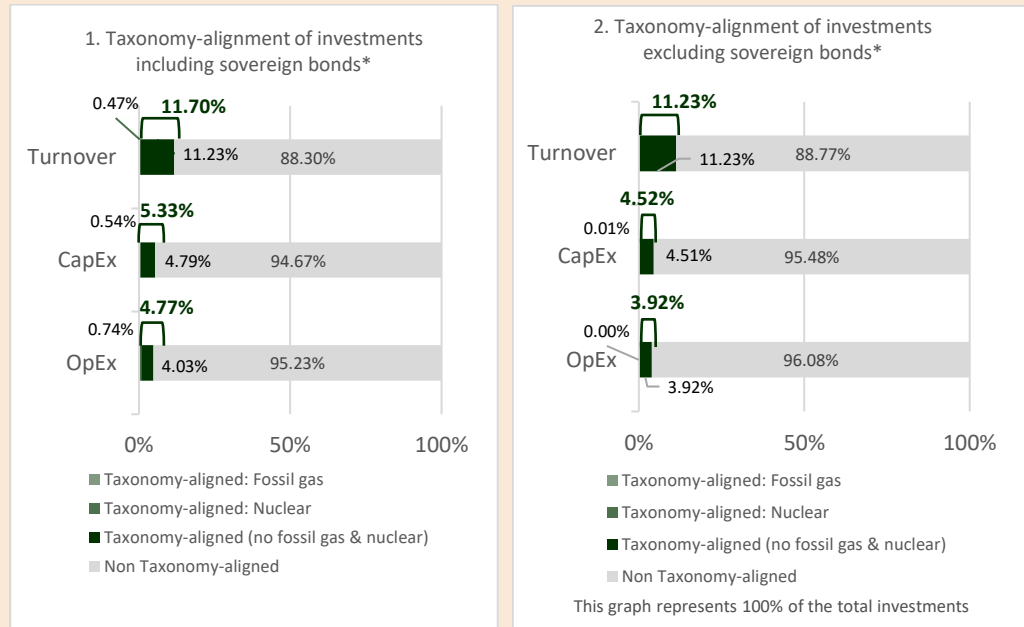 1. Taxonomy-alignment of investments
including sovereign bonds*
0.47%
11.70%
Turnover
11.23%
88.30%
0.54%
5.33%
CapEx
4.79%
94.67%
4.77%
0.74%
OpEx
4.03%
95.23%
0%
50%
100%
Taxonomy-aligned: Fossil gas
Taxonomy-aligned: Nuclear
Taxonomy-aligned (no fossil gas & nuclear)
Non Taxonomy-aligned
2. Taxonomy-alignment of investments
excluding sovereign bonds*
11.23%
Turnover
11.23%
88.77%
4.52%
0.01%
CapEx
4.51%
95.48%
3.92%
0.00%
OpEx
96.08%
3.92%
0%
50%
100%
Taxonomy-aligned: Fossil gas
Taxonomy-aligned: Nuclear
Taxonomy-aligned (no fossil gas & nuclear)
Non Taxonomy-aligned
This graph represents 100% of the total investments